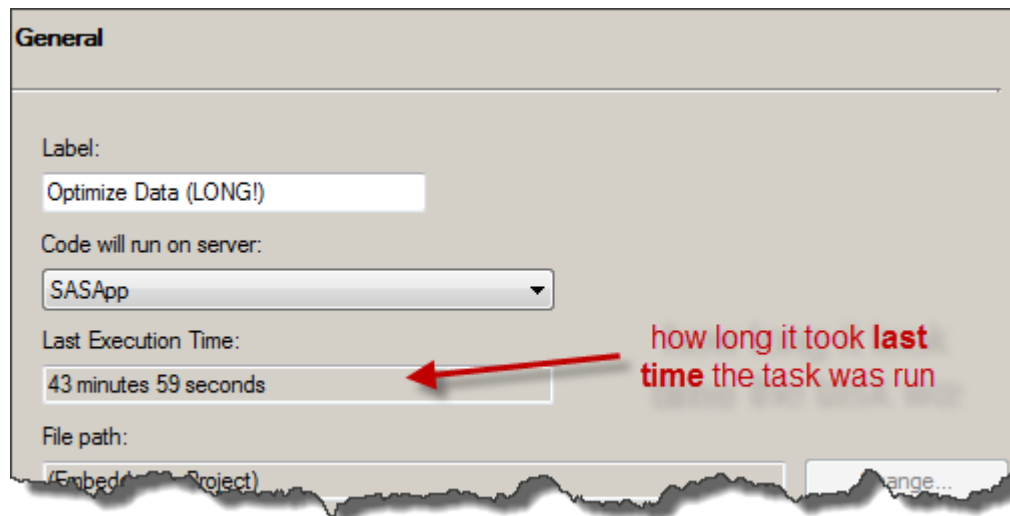 General
Label:
Optimize Data (LONG!)
Code will run on server:
SASApp
Last Execution Time:
43 minutes 59 seconds
how long it took last
time the task was run
File path:
Project)